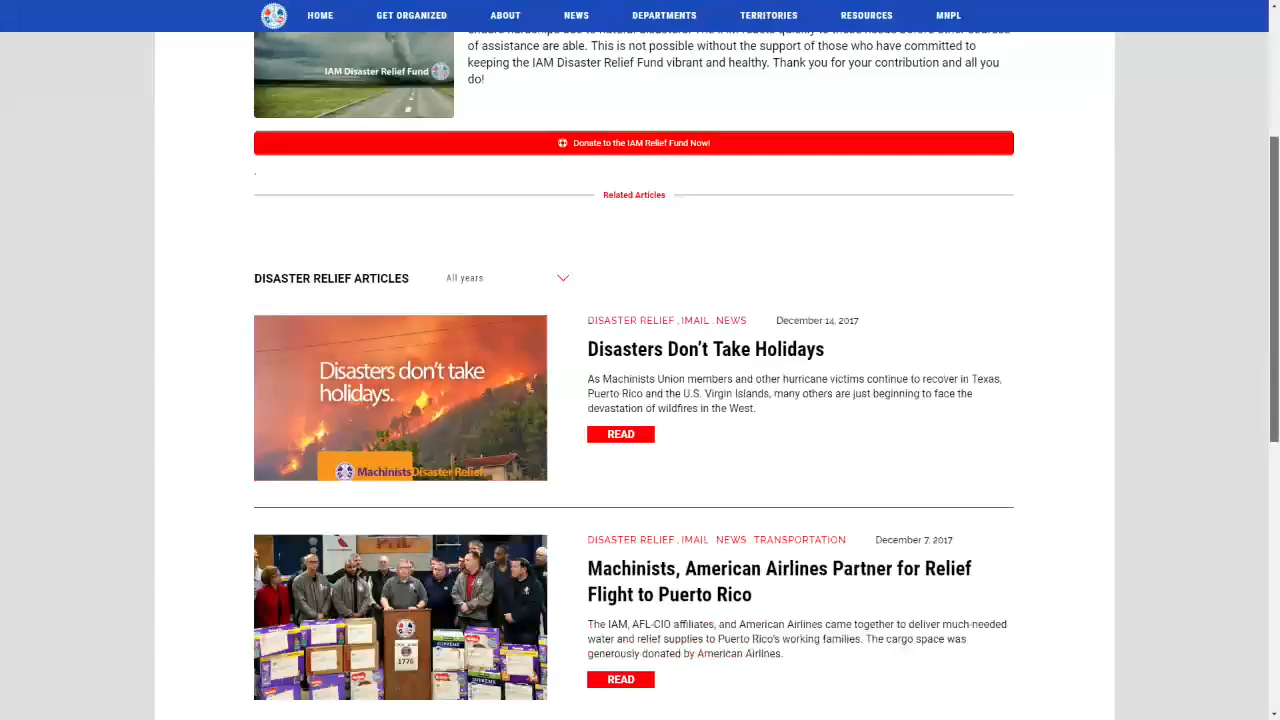 HOME GET ORGANIZED ABOUT NEWS DEPARTMENTS TERRITORIES RESOURCES MNPL
of assistance are able. This is not possible without the support of those who have committed to
keeping the IAM Disaster Relief Fund vibrant and healthy. Thank you for your contribution and all you
do!
IAM Disaster Relief Fund
Donate to the IAM Relief Fund Now!
.
Related Articles
DISASTER RELIEF ARTICLES All years
Disasters don't take
holidays.
Machinists Disaster Relief
DISASTER RELIEF , IMAIL , NEWS December 14, 2017
Disasters Don’t Take Holidays
As Machinists Union members and other hurricane victims continue to recover in Texas,
Puerto Rico and the U.S. Virgin Islands, many others are just beginning to face the
devastation of wildfires in the West.
READ
DISASTER RELIEF , IMAIL , NEWS , TRANSPORTATION December 7, 2017
Machinists, American Airlines Partner for Relief
Flight to Puerto Rico
The IAM, AFL-CIO affiliates, and American Airlines came together to deliver much-needed
water and relief supplies to Puerto Rico’s working families. The cargo space was
generously donated by American Airlines.
READ
1776